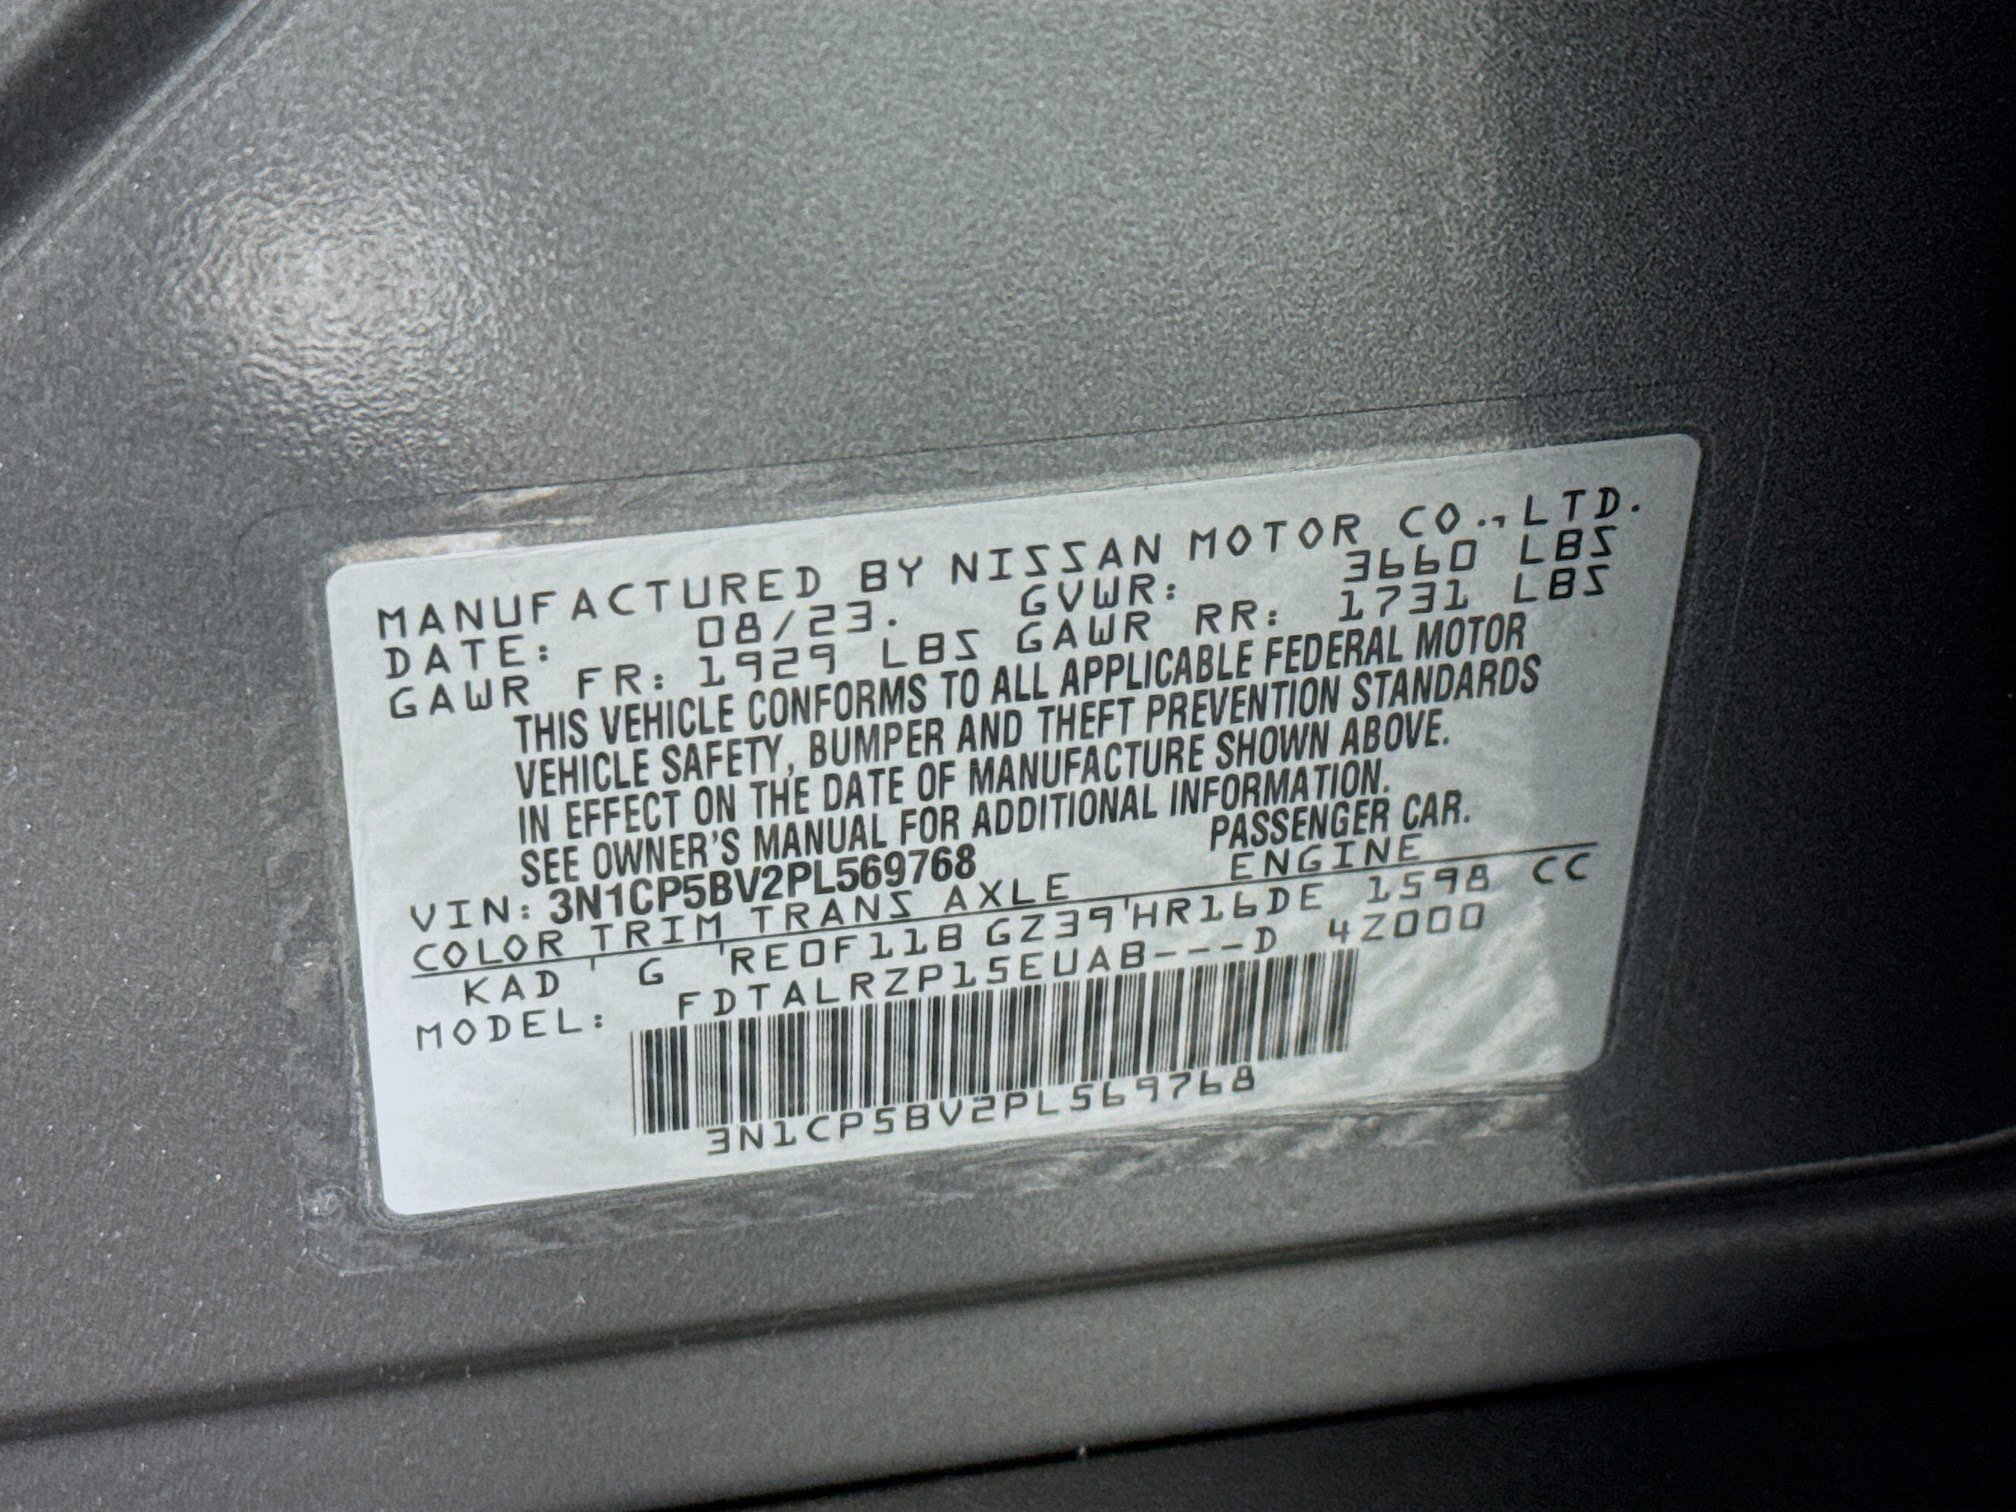 MANUFACTURED BY NISSAN MOTOR CO.,LTD.
DATE: 08/23. GVWR: 3660 LBS
GAWR FR: 1929 LBS GAWR RR: 1731 LBS
THIS VEHICLE CONFORMS TO ALL APPLICABLE FEDERAL MOTOR
VEHICLE SAFETY, BUMPER AND THEFT PREVENTION STANDARDS
IN EFFECT ON THE DATE OF MANUFACTURE SHOWN ABOVE.
SEE OWNER'S MANUAL FOR ADDITIONAL INFORMATION.
PASSENGER CAR.
VIN: 3N1CP5BV2PL569768
COLOR TRIM TRANS AXLE ENGINE
KAD ' G 'RE0F11B GZ39'HR16DE 1598 CC
MODEL: FDTALRZP15EUAB---D 4Z000
3N1CP5BV2PL569768